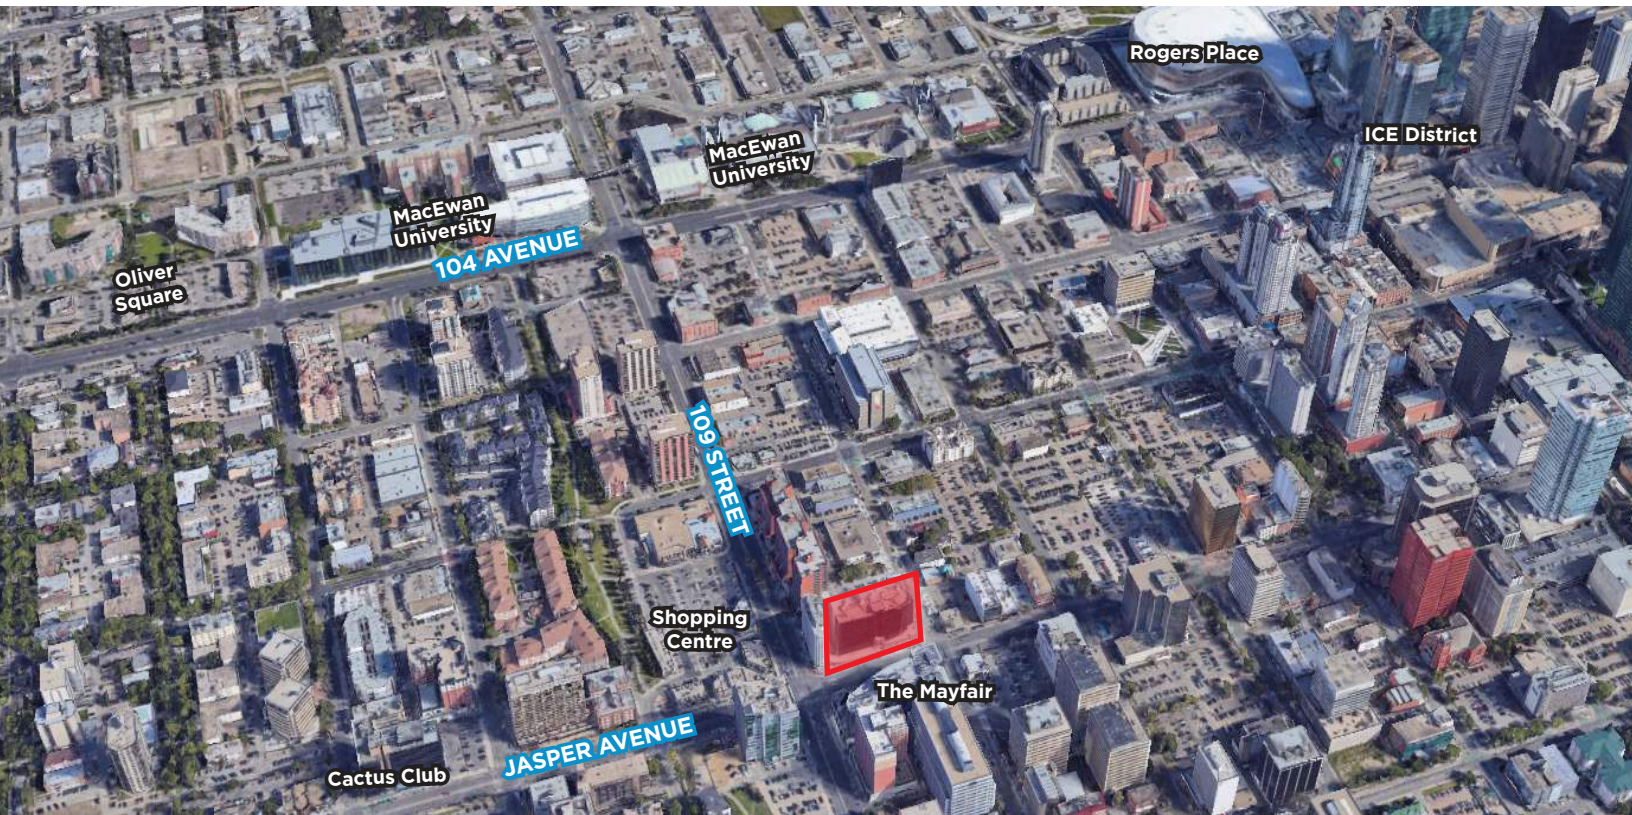 Rogers Place
ICE District
MacEwan
University
MacEwan
University
104 AVENUE
Oliver
Square
109 STREET
Shopping
Centre
The Mayfair
JASPER AVENUE
Cactus Club